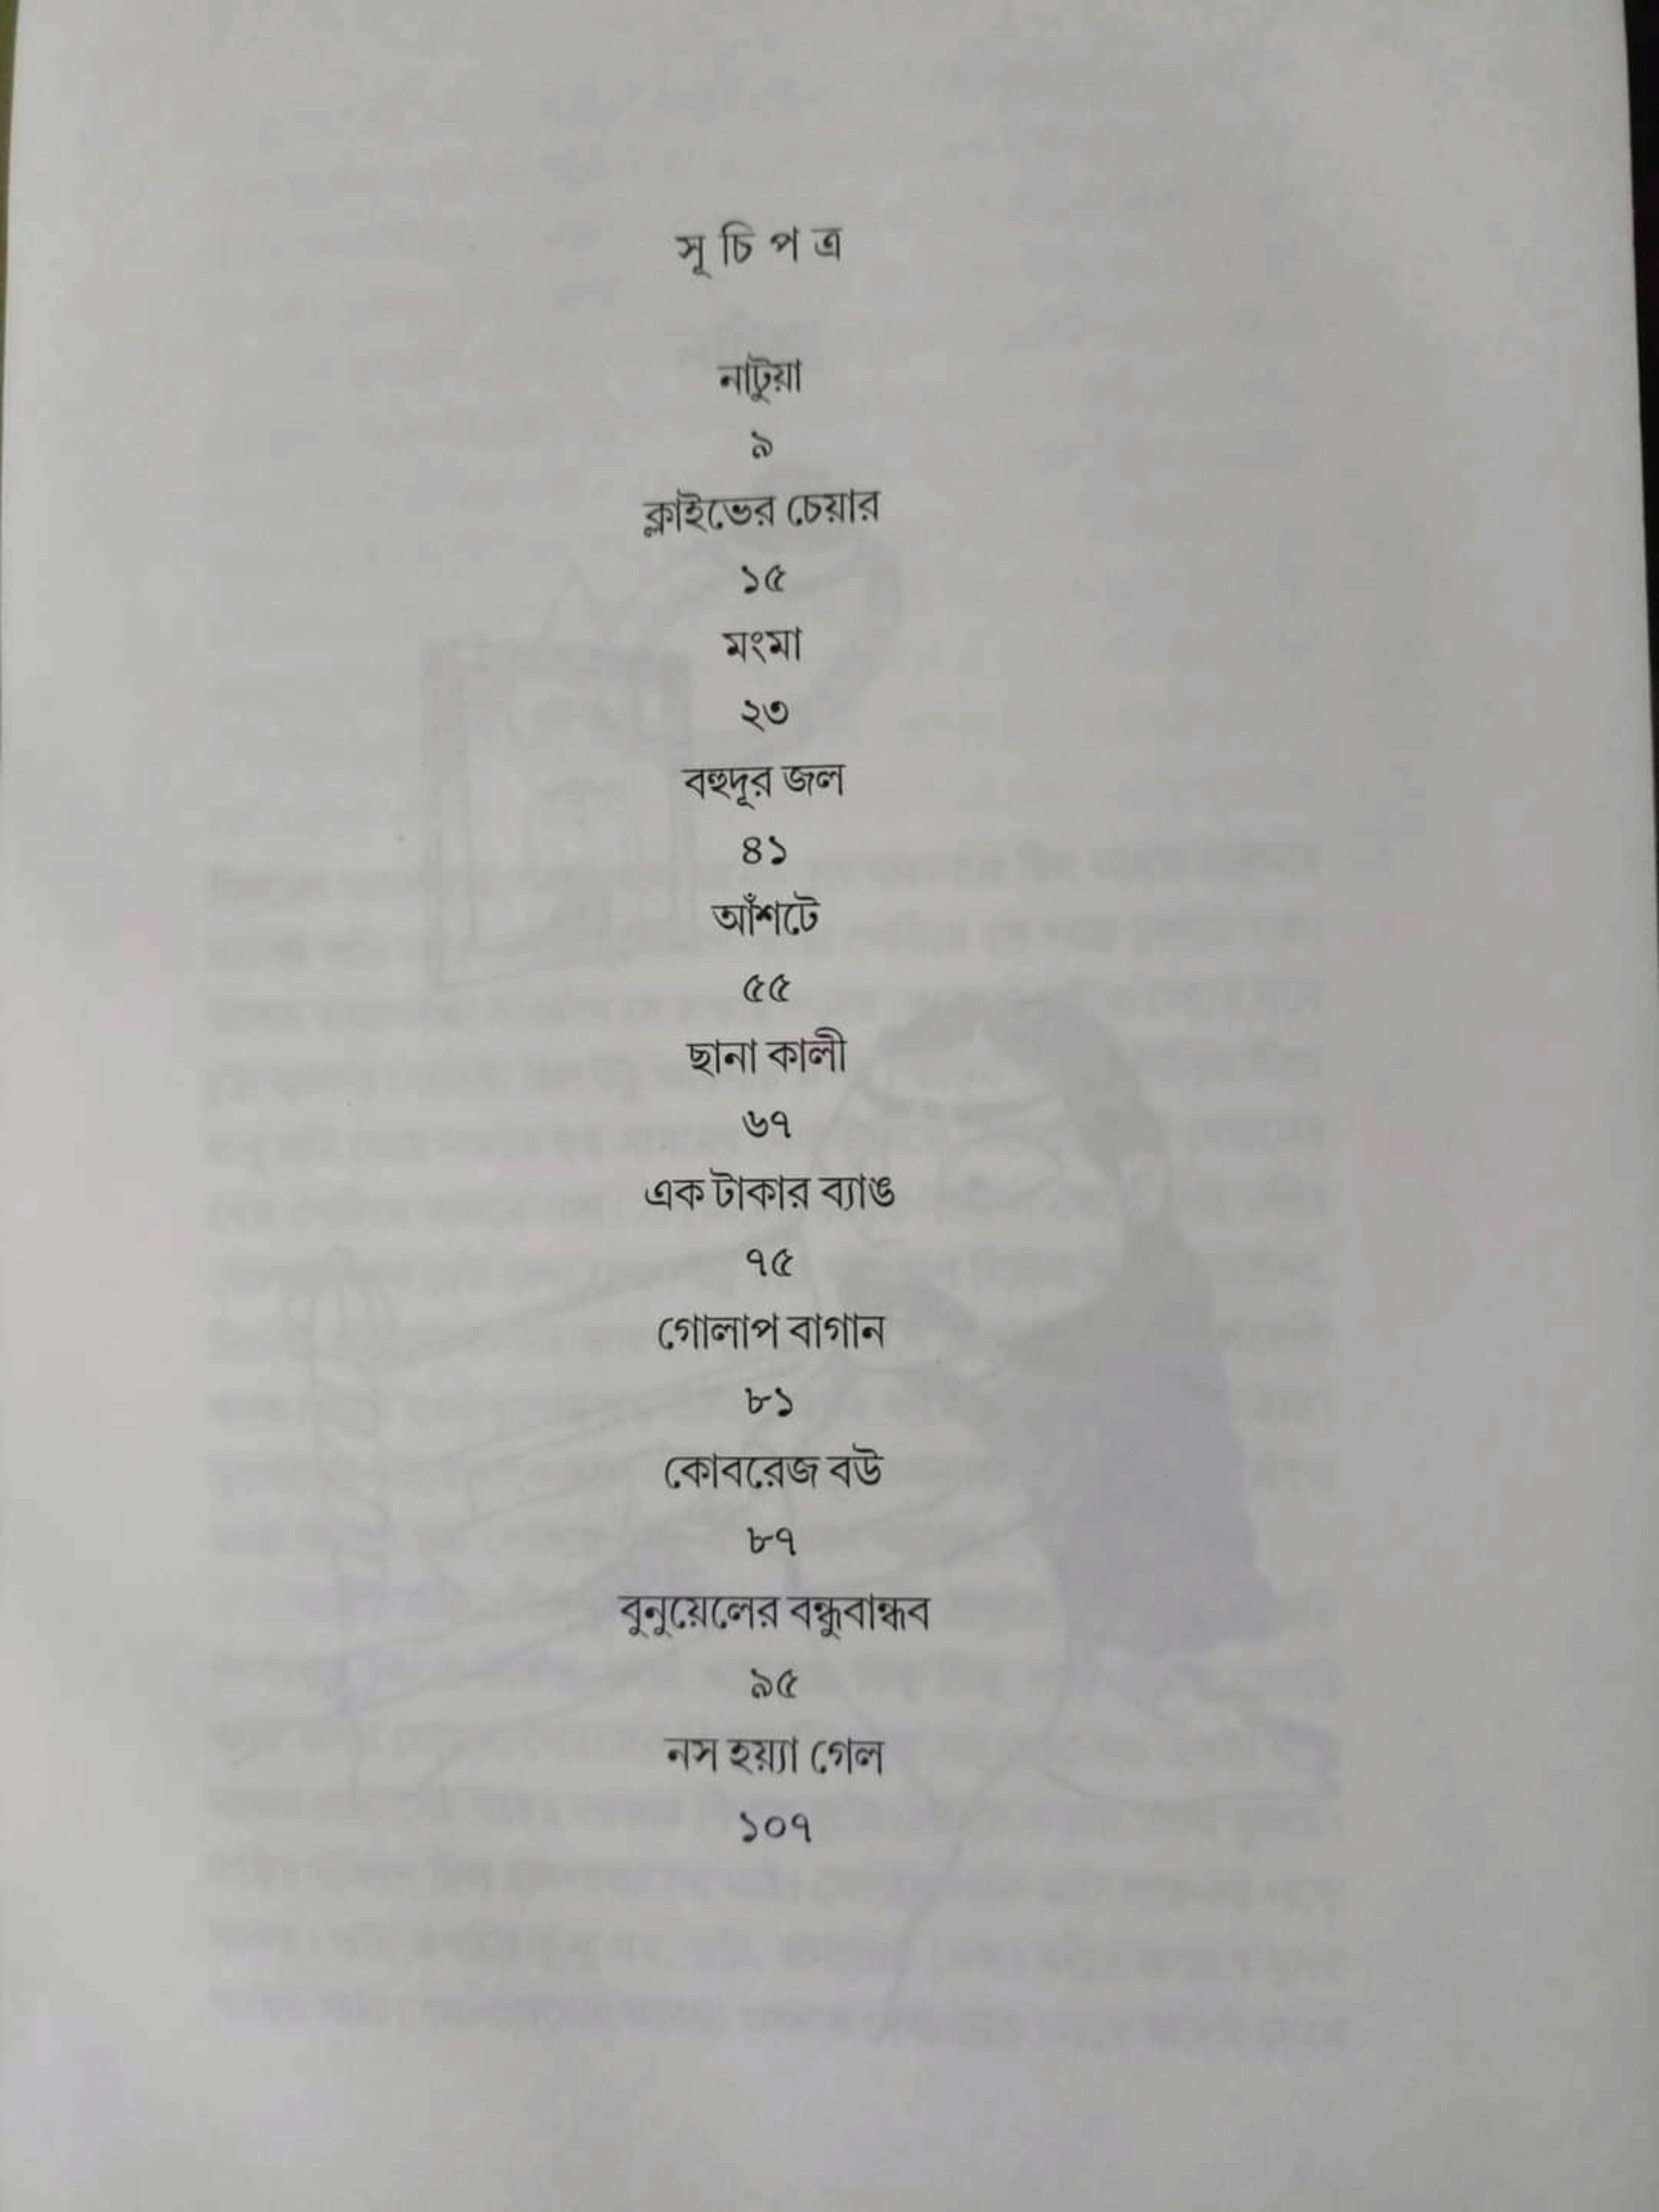 সূ চি প ত্র
নাটুয়া
৯
ক্লাইভের চেয়ার
১৫
মংমা
২৩
বহুদূর জল
৪১
আঁশটে
৫৫
ছানা কালী
৬৭
এক টাকার ব্যাঙ
৭৫
গোলাপ বাগান
৮১
কোবরেজ বউ
৮৭
বুনুয়েলের বন্ধুবান্ধব
৯৫
নস হয়্যা গেল
১০৭